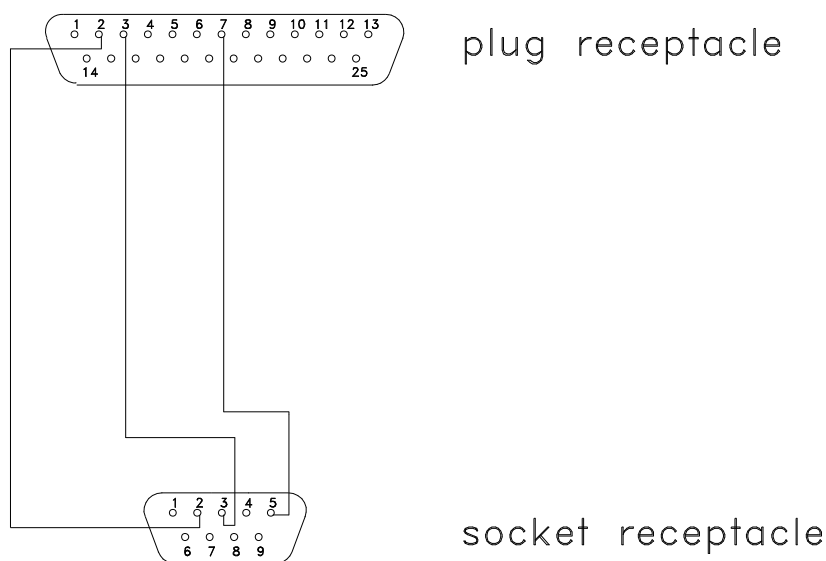 1 2 3 4 5 6 7 8 9 10 11 12 13
plug receptacle
14 25
1 2 3 4 5
socket receptacle
6 7 8 9